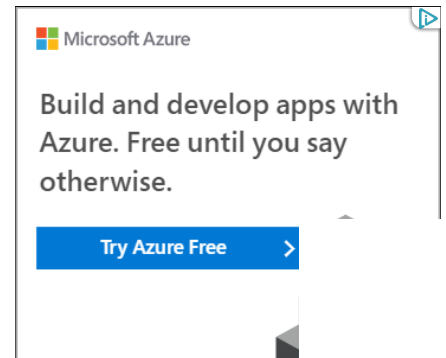 Microsoft Azure
Build and develop apps with
Azure. Free until you say
otherwise.
Try Azure Free